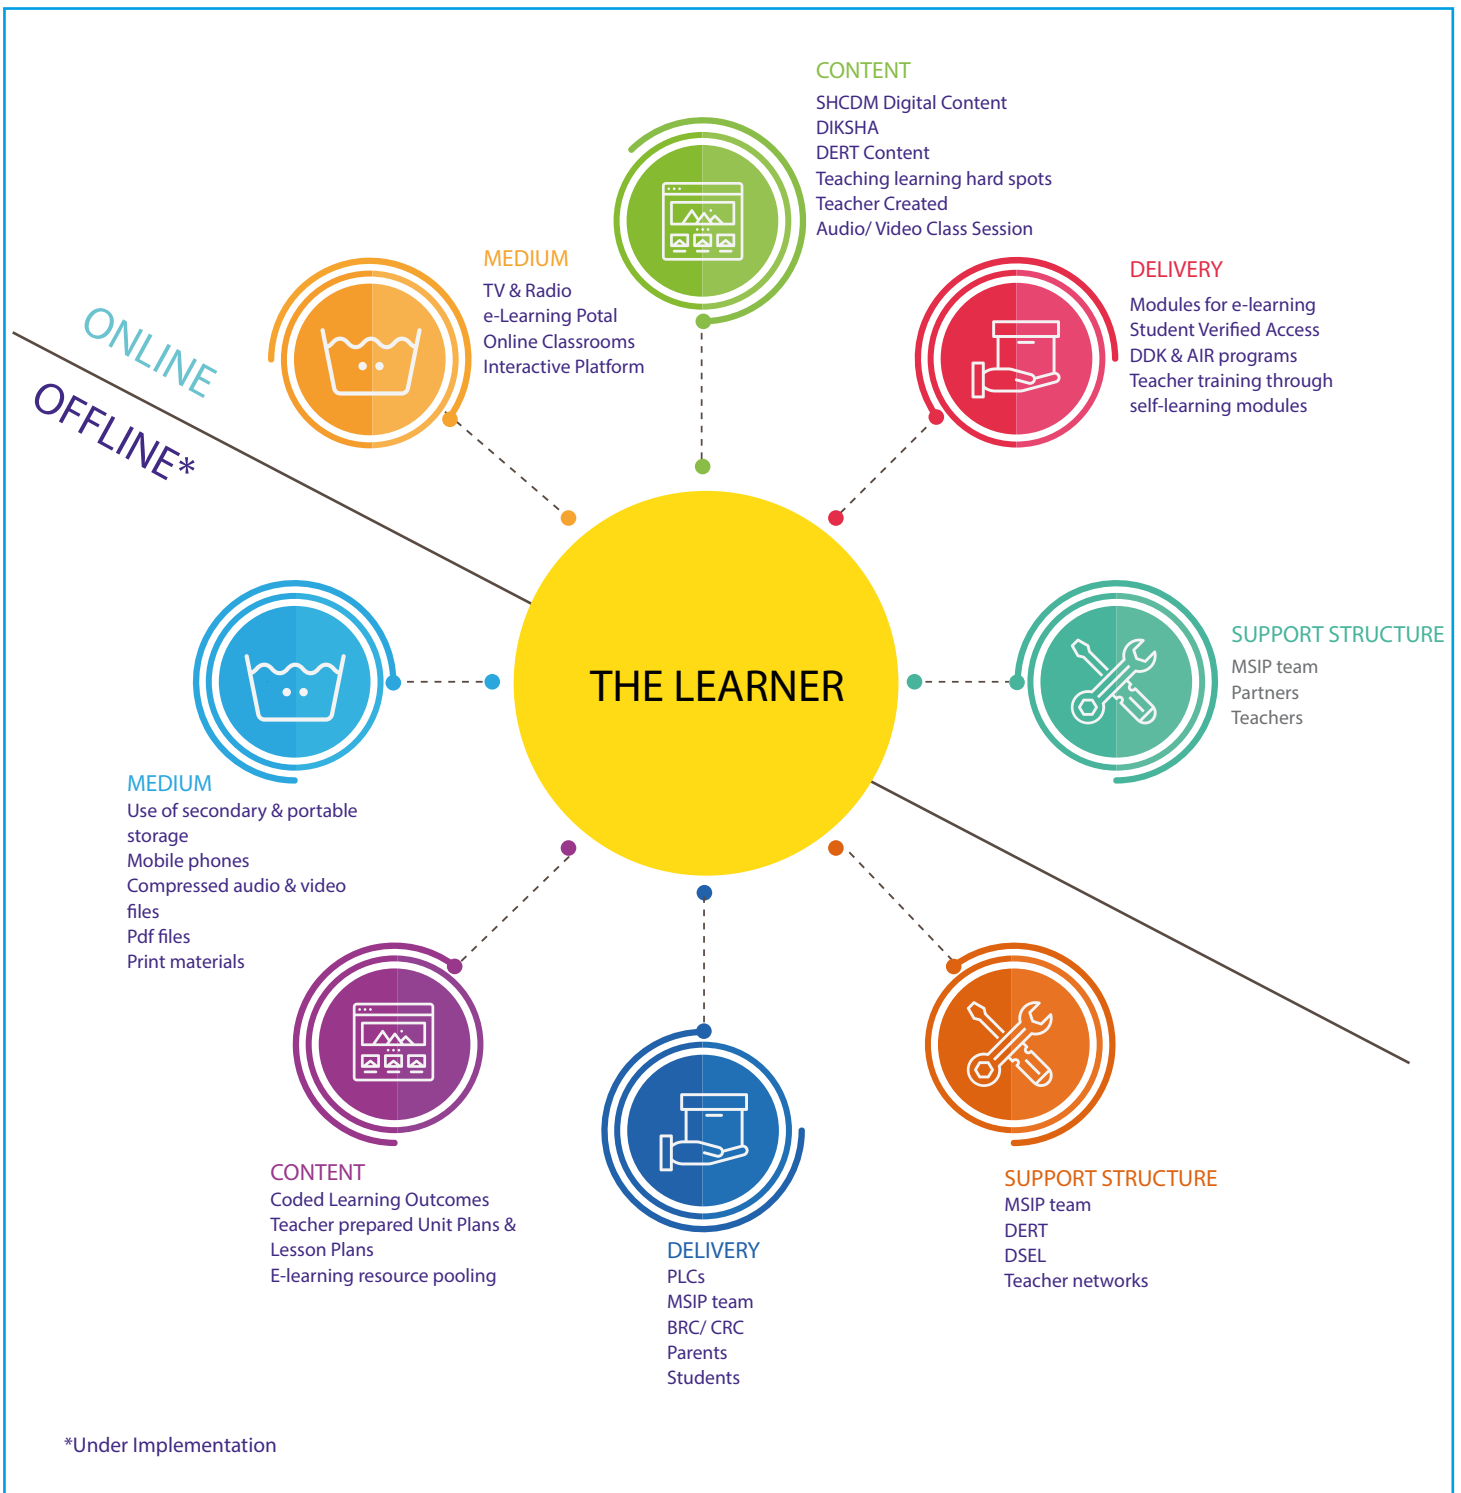 CONTENT
SHCDM Digital Content
DIKSHA
DERT Content
Teaching learning hard spots
Teacher Created
Audio/ Video Class Session
MEDIUM
TV & Radio
e-Learning Potal
Online Classrooms
Interactive Platform
DELIVERY
Modules for e-learning
Student Verified Access
DDK & AIR programs
Teacher training through
self-learning modules
ONLINE
OFFLINE*
THE LEARNER
SUPPORT STRUCTURE
MSIP team
Partners
Teachers
MEDIUM
Use of secondary & portable
storage
Mobile phones
Compressed audio & video
files
Pdf files
Print materials
CONTENT
Coded Learning Outcomes
Teacher prepared Unit Plans &
Lesson Plans
E-learning resource pooling
DELIVERY
PLCs
MSIP team
BRC/ CRC
Parents
Students
SUPPORT STRUCTURE
MSIP team
DERT
DSEL
Teacher networks
*Under Implementation